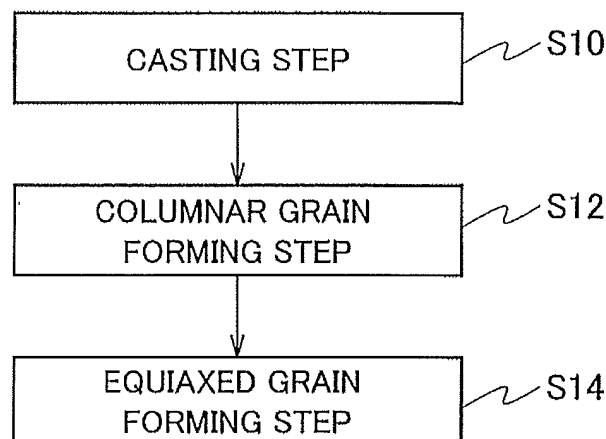 CASTING STEP
S10
COLUMNAR GRAIN
FORMING STEP
S12
EQUIAXED GRAIN
FORMING STEP
S14